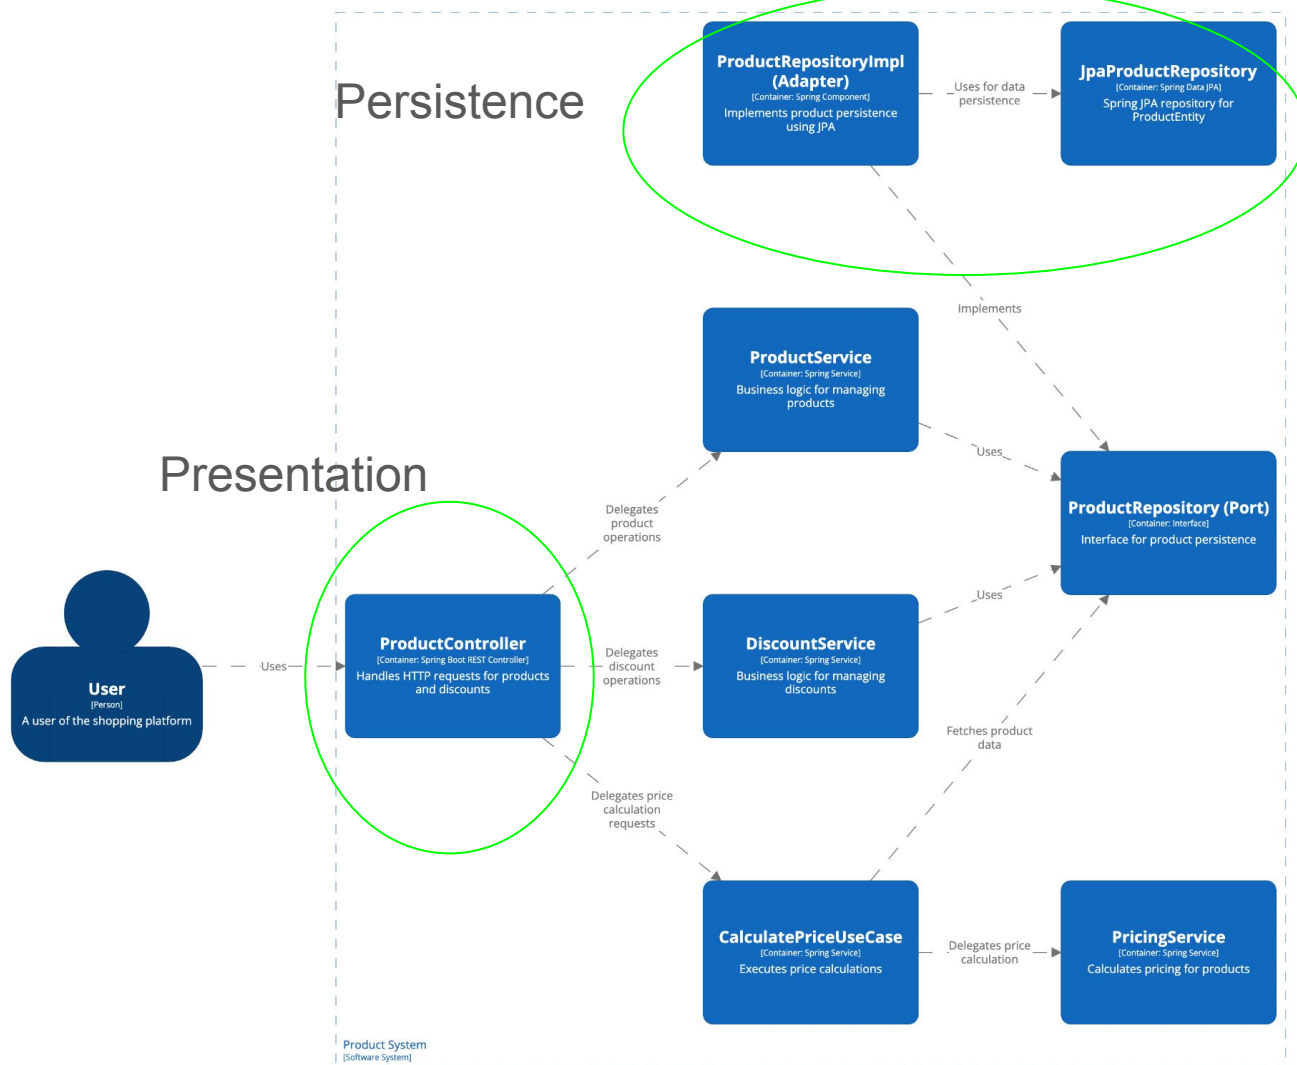 Persistence
ProductRepositoryImpl
(Adapter)
[Container: Spring Component]
Implements product persistence
using JPA
Uses for data
persistence
JpaProductRepository
[Container: Spring Data JPA]
Spring JPA repository for
ProductEntity
Implements
ProductService
[Container: Spring Service]
Business logic for managing
products
Uses
Presentation
Delegates
product
operations
ProductRepository (Port)
[Container: Interface]
Interface for product persistence
User
[Person]
A user of the shopping platform
Uses
ProductController
[Container: Spring Boot REST Controller]
Handles HTTP requests for products
and discounts
Delegates
discount
operations
DiscountService
[Container: Spring Service]
Business logic for managing
discounts
Uses
Fetches product
data
Delegates price
calculation
requests
CalculatePriceUseCase
[Container: Spring Service]
Executes price calculations
Delegates price
calculation
PricingService
[Container: Spring Service]
Calculates pricing for products
Product System
[Software System]